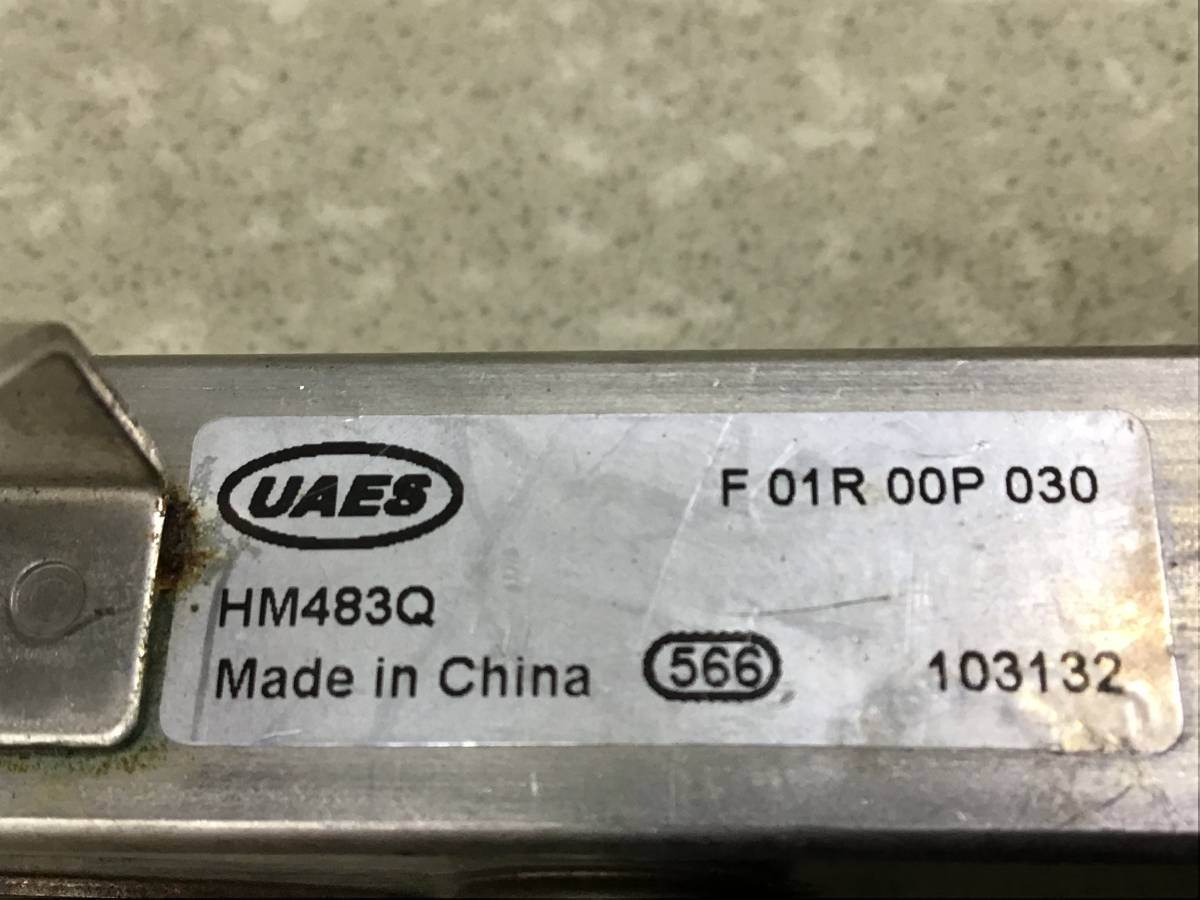 UAES
F 01R 00P 030
HM483Q
Made in China 566 103132